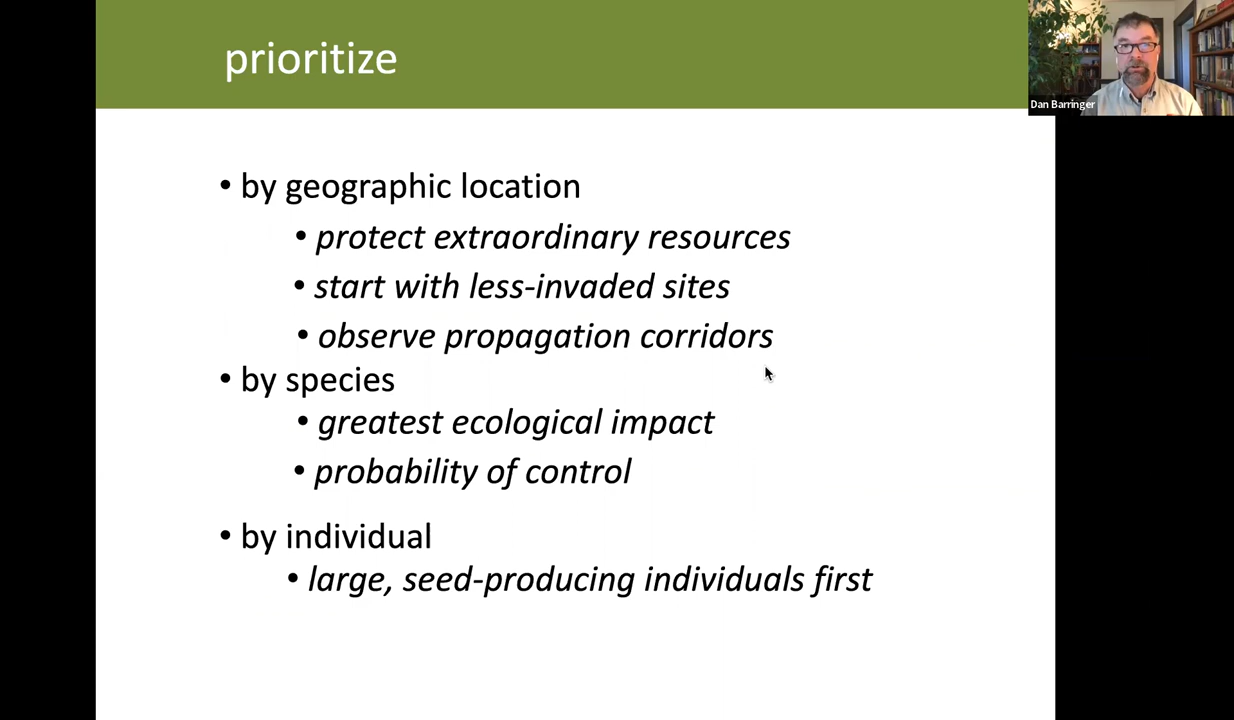 prioritize
Dan Barringer
• by geographic location
• protect extraordinary resources
• start with less-invaded sites
• observe propagation corridors
• by species
• greatest ecological impact
• probability of control
• by individual
• large, seed-producing individuals first